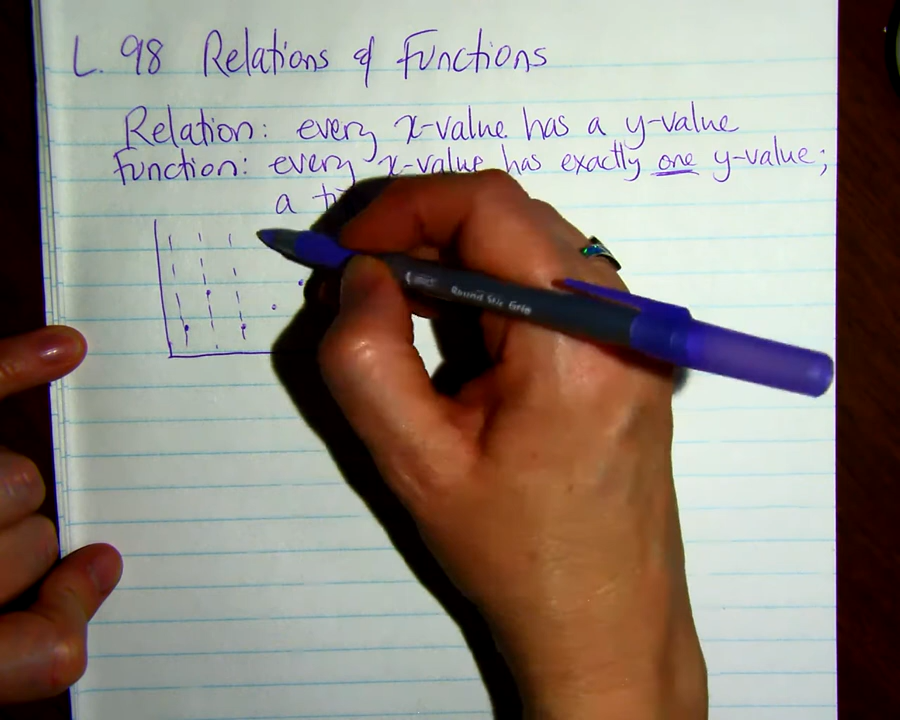 L. 98 Relations & Functions
Relation: every x-value has a y-value
Function: every x-value has exactly one y-value;
a
Round Stic Grip